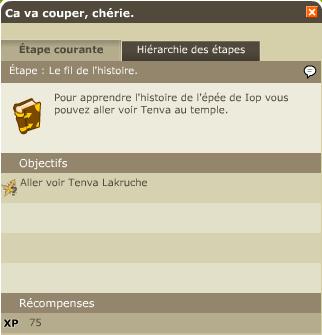 Ca va couper, chérie.
Étape courante
Hiérarchie des étapes
Étape : Le fil de l'histoire.
Pour apprendre l'histoire de l'épée de Iop vous
pouvez aller voir Tenva au temple.
Objectifs
Aller voir Tenva Lakruche
Récompenses
XP 75